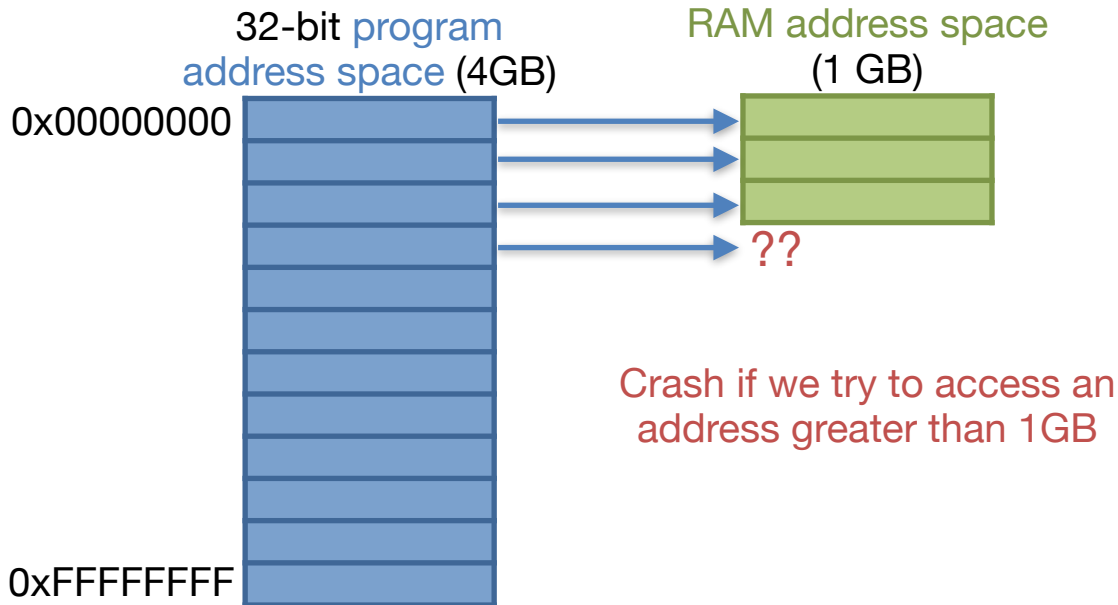 32-bit program
address space (4GB)
RAM address space
(1 GB)
0x00000000
??
Crash if we try to access an
address greater than 1GB
0xFFFFFFFF